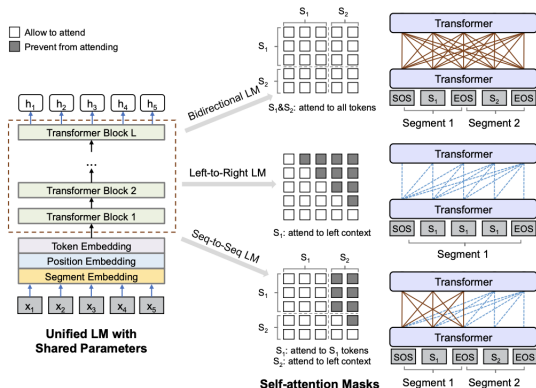 Allow to attend
Prevent from attending
h1 h2 h3 h4 h5
Transformer Block L
...
Transformer Block 2
Transformer Block 1
Token Embedding
Position Embedding
Segment Embedding
x1 x2 x3 x4 x5
Unified LM with
Shared Parameters
Bidirectional LM
Left-to-Right LM
Seq-to-Seq LM
S1 S2
S1
S2
S1&S2: attend to all tokens
S1: attend to left context
S1 S2
S1
S2
S1: attend to S1 tokens
S2: attend to left context
Self-attention Masks
Transformer
Transformer
SOS S1 EOS S2 EOS
Segment 1 Segment 2
Transformer
Transformer
SOS S1 S1 S1 EOS
Segment 1
Transformer
Transformer
SOS S1 EOS S2 EOS
Segment 1 Segment 2